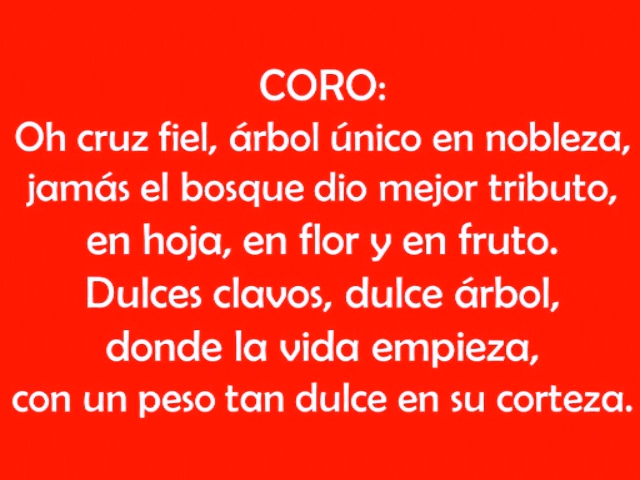 CORO:
Oh cruz fiel, árbol único en nobleza,
jamás el bosque dio mejor tributo,
en hoja, en flor y en fruto.
Dulces clavos, dulce árbol,
donde la vida empieza,
con un peso tan dulce en su corteza.